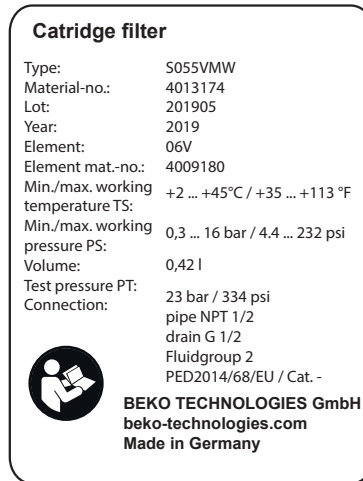 Catridge filter
Type: S055VMW
Material-no.: 4013174
Lot: 201905
Year: 2019
Element: 06V
Element mat.-no.: 4009180
Min./max. working temperature TS: +2 ... +45°C / +35 ... +113 °F
Min./max. working pressure PS: 0,3 ... 16 bar / 4.4 ... 232 psi
Volume: 0,42 l
Test pressure PT: 23 bar / 334 psi
Connection: pipe NPT 1/2
drain G 1/2
Fluidgroup 2
PED2014/68/EU / Cat. -
BEKO TECHNOLOGIES GmbH
beko-technologies.com
Made in Germany